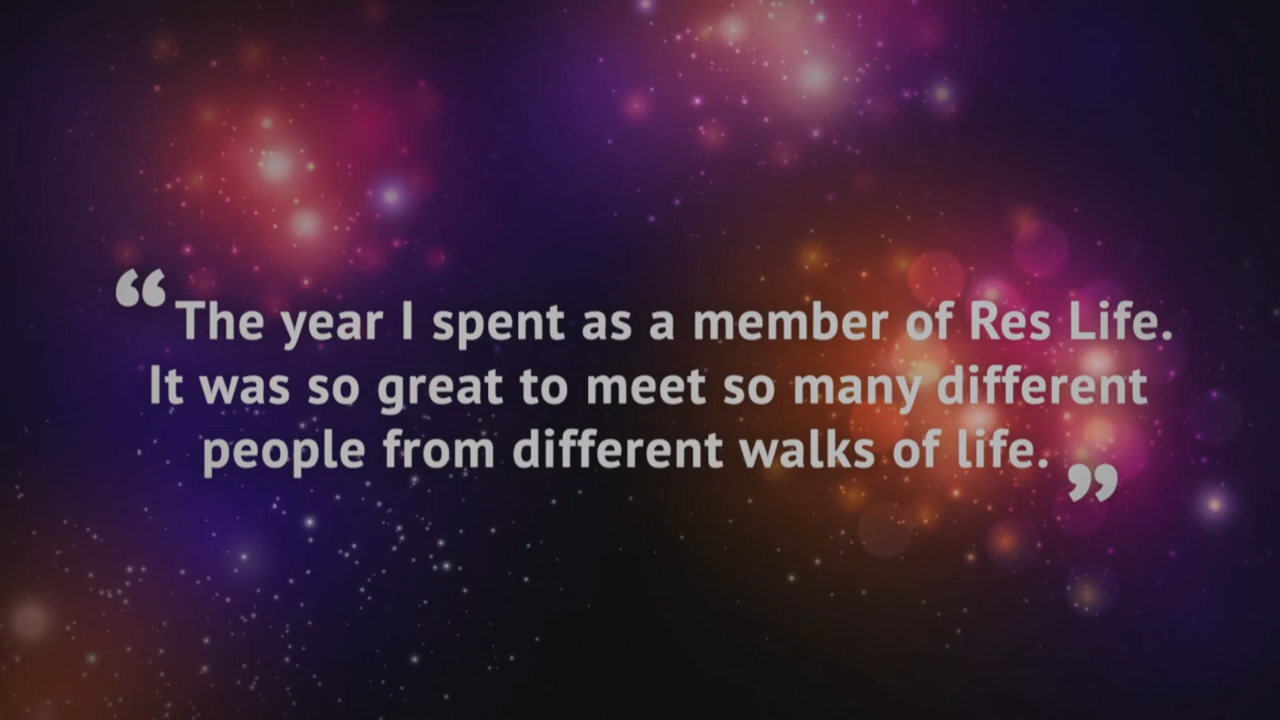 “The year I spent as a member of Res Life.
It was so great to meet so many different
people from different walks of life.”